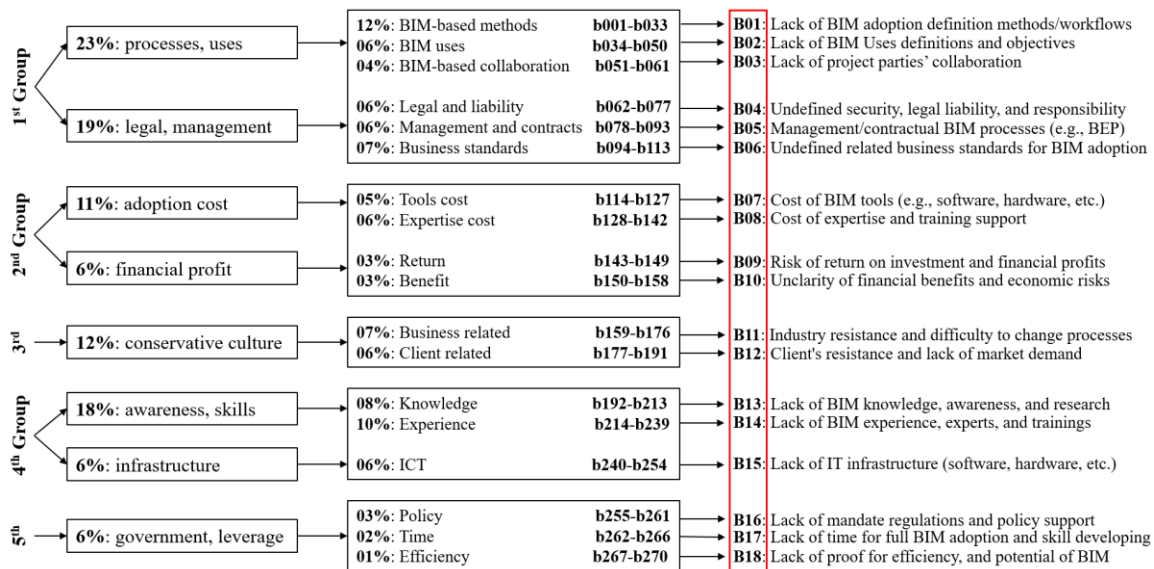 1st Group
23%: processes, uses
12%: BIM-based methods b001-b033 B01: Lack of BIM adoption definition methods/workflows
06%: BIM uses b034-b050 B02: Lack of BIM Uses definitions and objectives
04%: BIM-based collaboration b051-b061 B03: Lack of project parties’ collaboration
19%: legal, management
06%: Legal and liability b062-b077 B04: Undefined security, legal liability, and responsibility
06%: Management and contracts b078-b093 B05: Management/contractual BIM processes (e.g., BEP)
07%: Business standards b094-b113 B06: Undefined related business standards for BIM adoption
2nd Group
11%: adoption cost
05%: Tools cost b114-b127 B07: Cost of BIM tools (e.g., software, hardware, etc.)
06%: Expertise cost b128-b142 B08: Cost of expertise and training support
6%: financial profit
03%: Return b143-b149 B09: Risk of return on investment and financial profits
03%: Benefit b150-b158 B10: Unclarity of financial benefits and economic risks
3rd
12%: conservative culture
07%: Business related b159-b176 B11: Industry resistance and difficulty to change processes
06%: Client related b177-b191 B12: Client's resistance and lack of market demand
4th Group
18%: awareness, skills
08%: Knowledge b192-b213 B13: Lack of BIM knowledge, awareness, and research
10%: Experience b214-b239 B14: Lack of BIM experience, experts, and trainings
6%: infrastructure
06%: ICT b240-b254 B15: Lack of IT infrastructure (software, hardware, etc.)
5th
6%: government, leverage
03%: Policy b255-b261 B16: Lack of mandate regulations and policy support
02%: Time b262-b266 B17: Lack of time for full BIM adoption and skill developing
01%: Efficiency b267-b270 B18: Lack of proof for efficiency, and potential of BIM